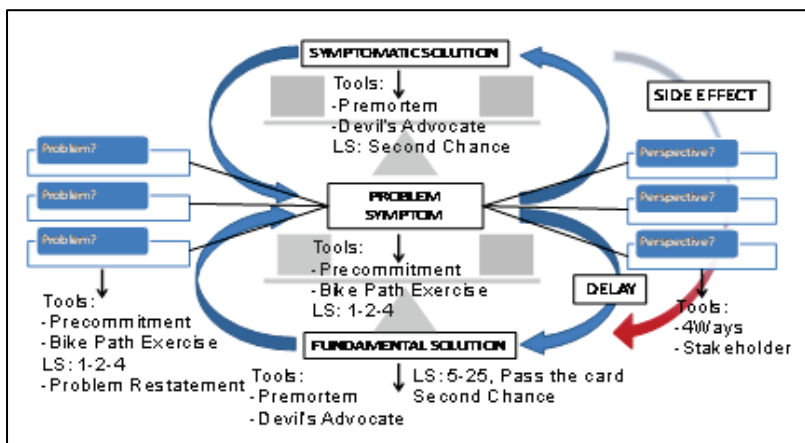 SYMPTOMATIC SOLUTION
Tools:
-Premortem
-Devil's Advocate
LS: Second Chance
SIDE EFFECT
Problem?
Problem?
Problem?
PROBLEM
SYMPTOM
Perspective?
Perspective?
Perspective?
Tools:
-Precommitment
-Bike Path Exercise
LS: 1-2-4
DELAY
Tools:
-Precommitment
-Bike Path Exercise
LS: 1-2-4
-Problem Restatement
Tools:
-4Ways
-Stakeholder
FUNDAMENTAL SOLUTION
Tools:
-Premortem
-Devil's Advocate
LS: 5-25, Pass the card
Second Chance